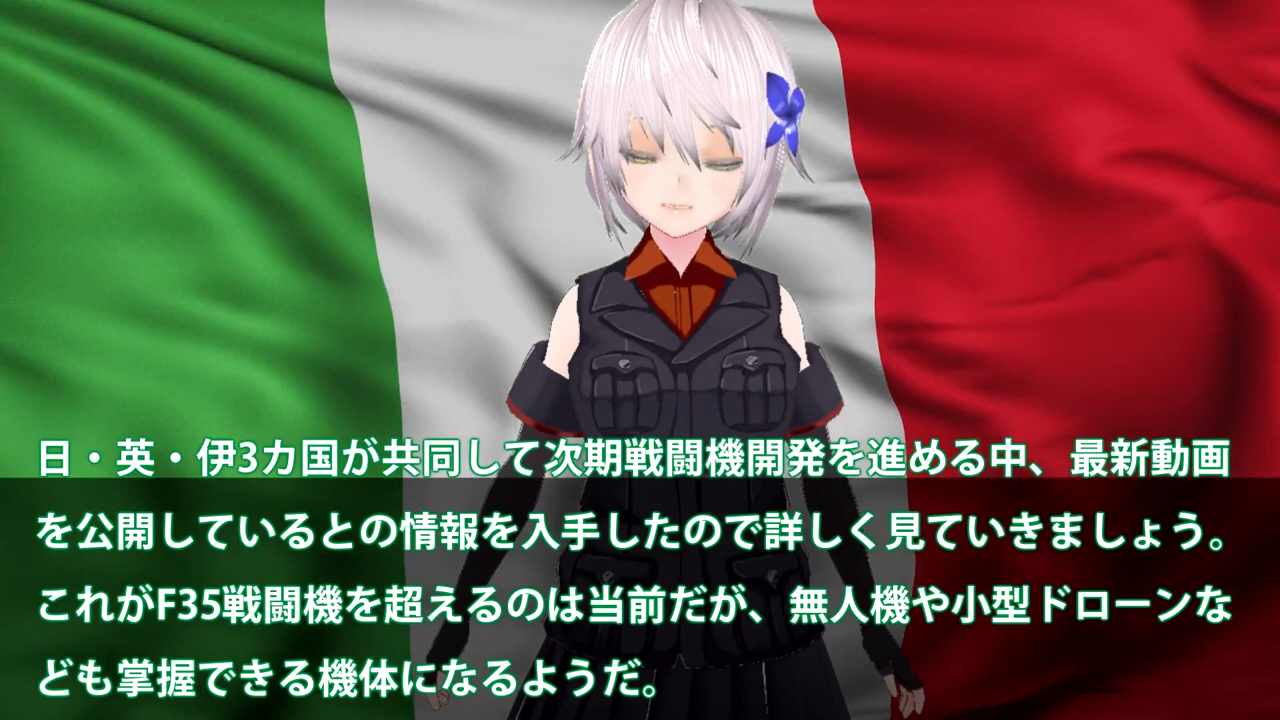 日・英・伊3カ国が共同して次期戦闘機開発を進める中、最新動画
を公開しているとの情報を入手したので詳しく見ていきましょう。
これがF35戦闘機を超えるのは当前だが、無人機や小型ドローンな
ども掌握できる機体になるようだ。